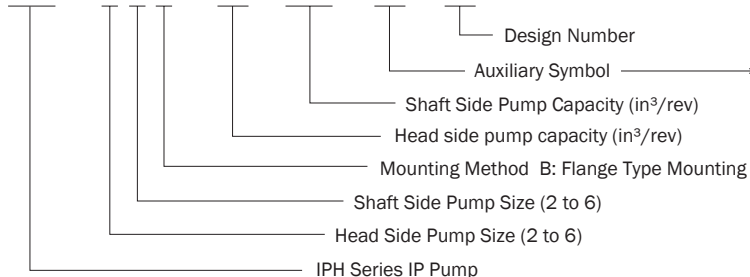 Design Number
Auxiliary Symbol
Shaft Side Pump Capacity (in³/rev)
Head side pump capacity (in³/rev)
Mounting Method B: Flange Type Mounting
Shaft Side Pump Size (2 to 6)
Head Side Pump Size (2 to 6)
IPH Series IP Pump